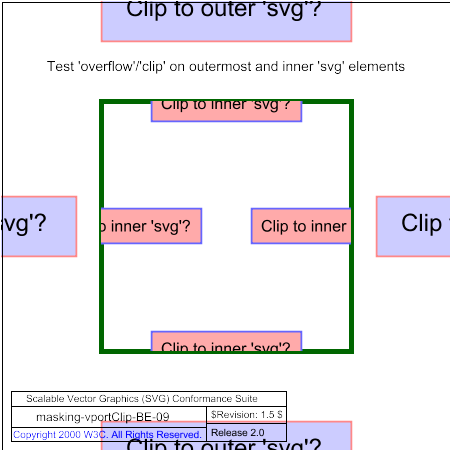 Clip to outer 'svg'?
Test 'overflow'/'clip' on outermost and inner 'svg' elements
Clip to inner 'svg'?
svg'?
o inner 'svg'?
Clip to inner
Clip
Clip to inner 'svg'?
Scalable Vector Graphics (SVG) Conformance Suite
masking-vportClip-BE-09
$Revision: 1.5 $
Copyright 2000 W3C. All Rights Reserved.
Release 2.0
Clip to outer 'svg'?